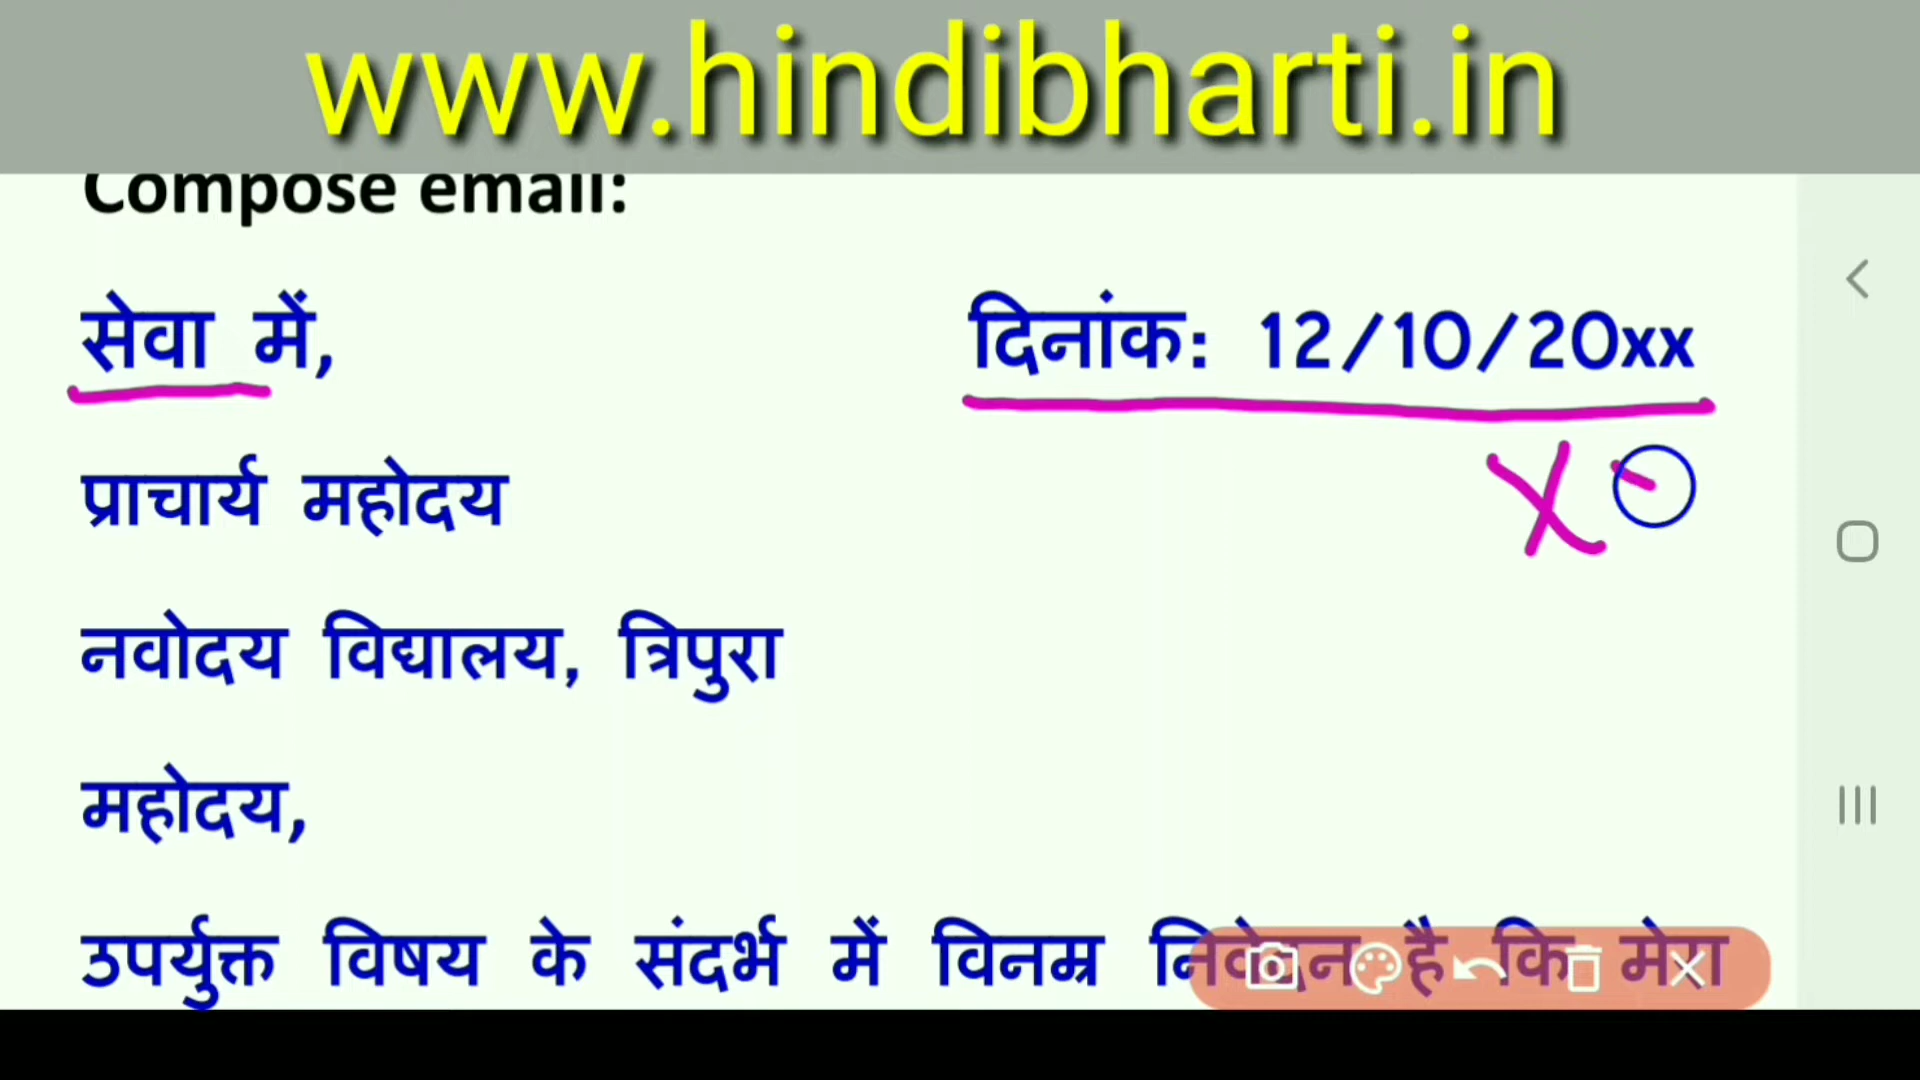 www.hindibharti.in
Compose email:
सेवा में, दिनांक: 12/10/20xx
X
प्राचार्य महोदय
नवोदय विद्यालय, त्रिपुरा
महोदय,
उपर्युक्त विषय के संदर्भ में विनम्र निवेदन है कि मेरा